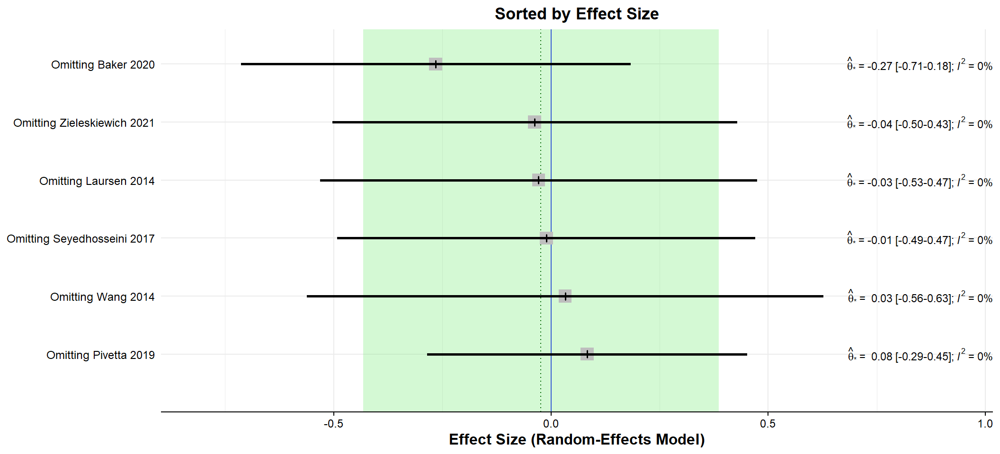 Sorted by Effect Size
Omitting Baker 2020 θ̂* = -0.27 [-0.71-0.18]; I² = 0%
Omitting Zieleskiewich 2021 θ̂* = -0.04 [-0.50-0.43]; I² = 0%
Omitting Laursen 2014 θ̂* = -0.03 [-0.53-0.47]; I² = 0%
Omitting Seyedhosseini 2017 θ̂* = -0.01 [-0.49-0.47]; I² = 0%
Omitting Wang 2014 θ̂* = 0.03 [-0.56-0.63]; I² = 0%
Omitting Pivetta 2019 θ̂* = 0.08 [-0.29-0.45]; I² = 0%
-0.5 0.0 0.5 1.0
Effect Size (Random-Effects Model)